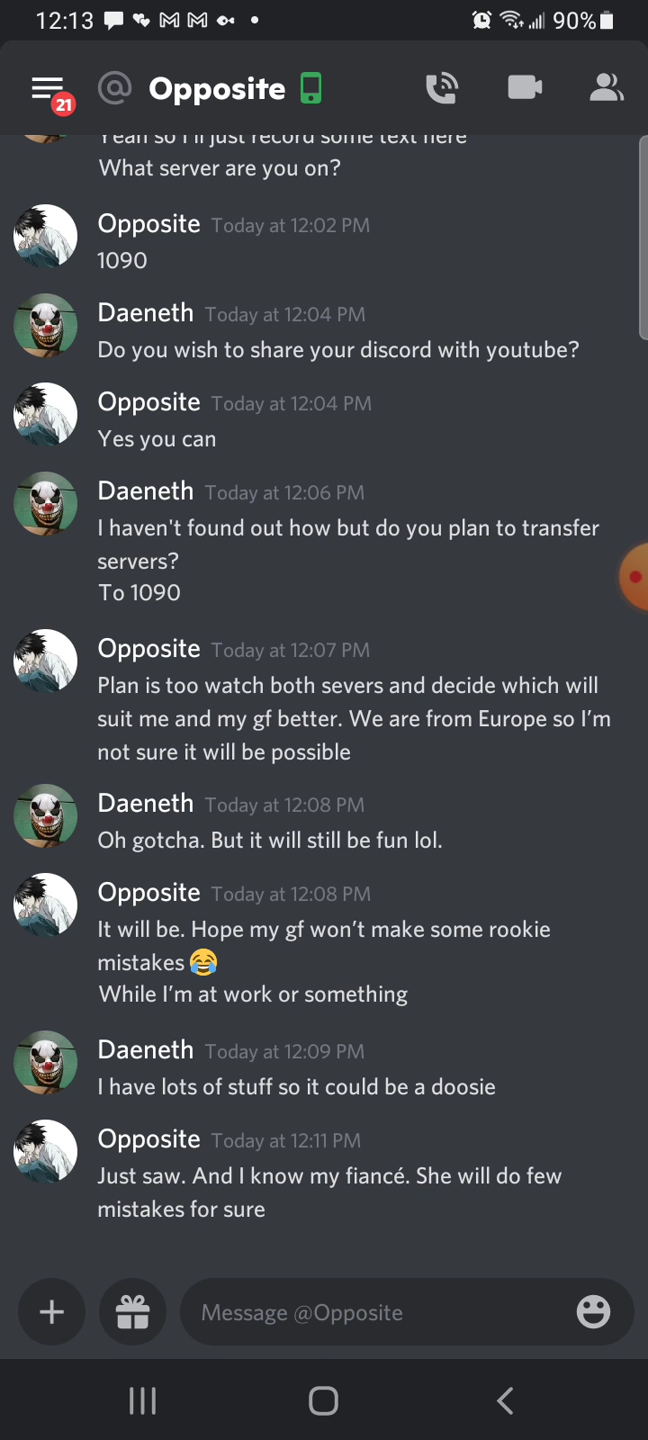 12:13
90%
21
Opposite
Yeah so I'll just record some text here
What server are you on?
Opposite Today at 12:02 PM
1090
Daeneth Today at 12:04 PM
Do you wish to share your discord with youtube?
Opposite Today at 12:04 PM
Yes you can
Daeneth Today at 12:06 PM
I haven't found out how but do you plan to transfer
servers?
To 1090
Opposite Today at 12:07 PM
Plan is too watch both severs and decide which will
suit me and my gf better. We are from Europe so I'm
not sure it will be possible
Daeneth Today at 12:08 PM
Oh gotcha. But it will still be fun lol.
Opposite Today at 12:08 PM
It will be. Hope my gf won't make some rookie
mistakes 😂
While I'm at work or something
Daeneth Today at 12:09 PM
I have lots of stuff so it could be a doosie
Opposite Today at 12:11 PM
Just saw. And I know my fiancé. She will do few
mistakes for sure
Message @Opposite